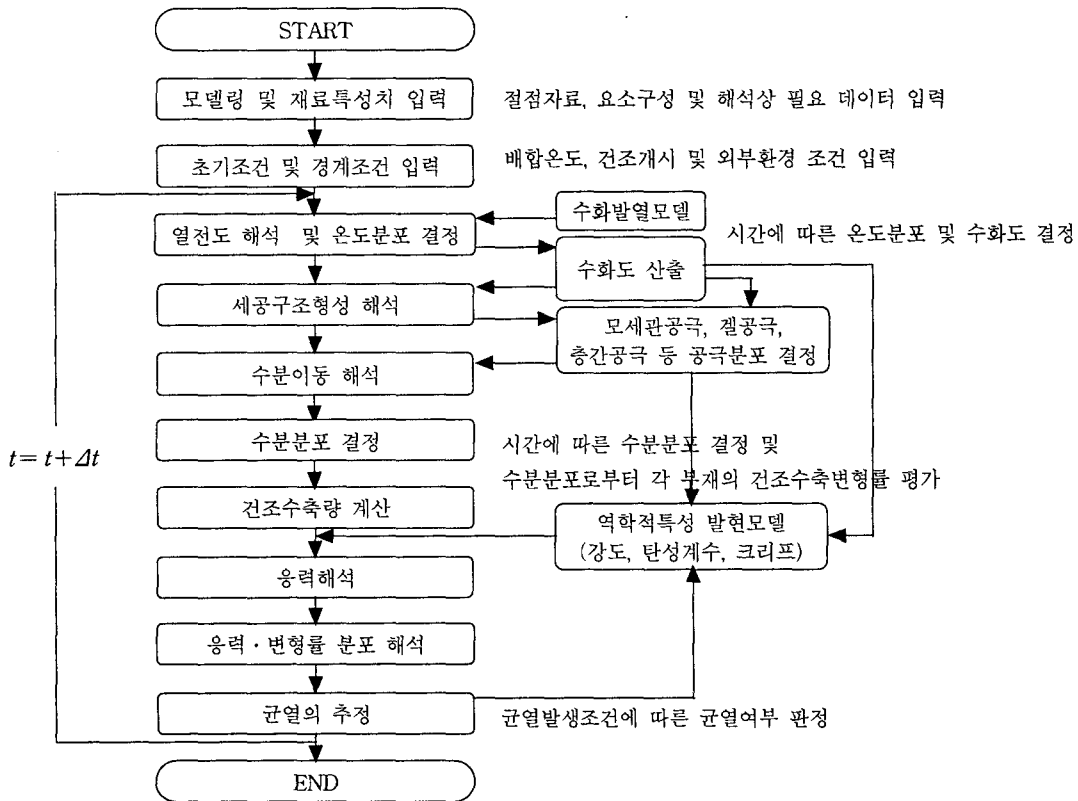 START
모델링 및 재료특성치 입력
절점자료, 요소구성 및 해석상 필요 데이터 입력
초기조건 및 경계조건 입력
배합온도, 건조개시 및 외부환경 조건 입력
수화발열모델
열전도 해석 및 온도분포 결정
시간에 따른 온도분포 및 수화도 결정
수화도 산출
세공구조형성 해석
모세관공극, 겔공극,
층간공극 등 공극분포 결정
수분이동 해석
수분분포 결정
시간에 따른 수분분포 결정 및
수분분포로부터 각 부재의 건조수축변형률 평가
t = t+Δt
건조수축량 계산
역학적특성 발현모델
(강도, 탄성계수, 크리프)
응력해석
응력·변형률 분포 해석
균열의 추정
균열발생조건에 따른 균열여부 판정
END